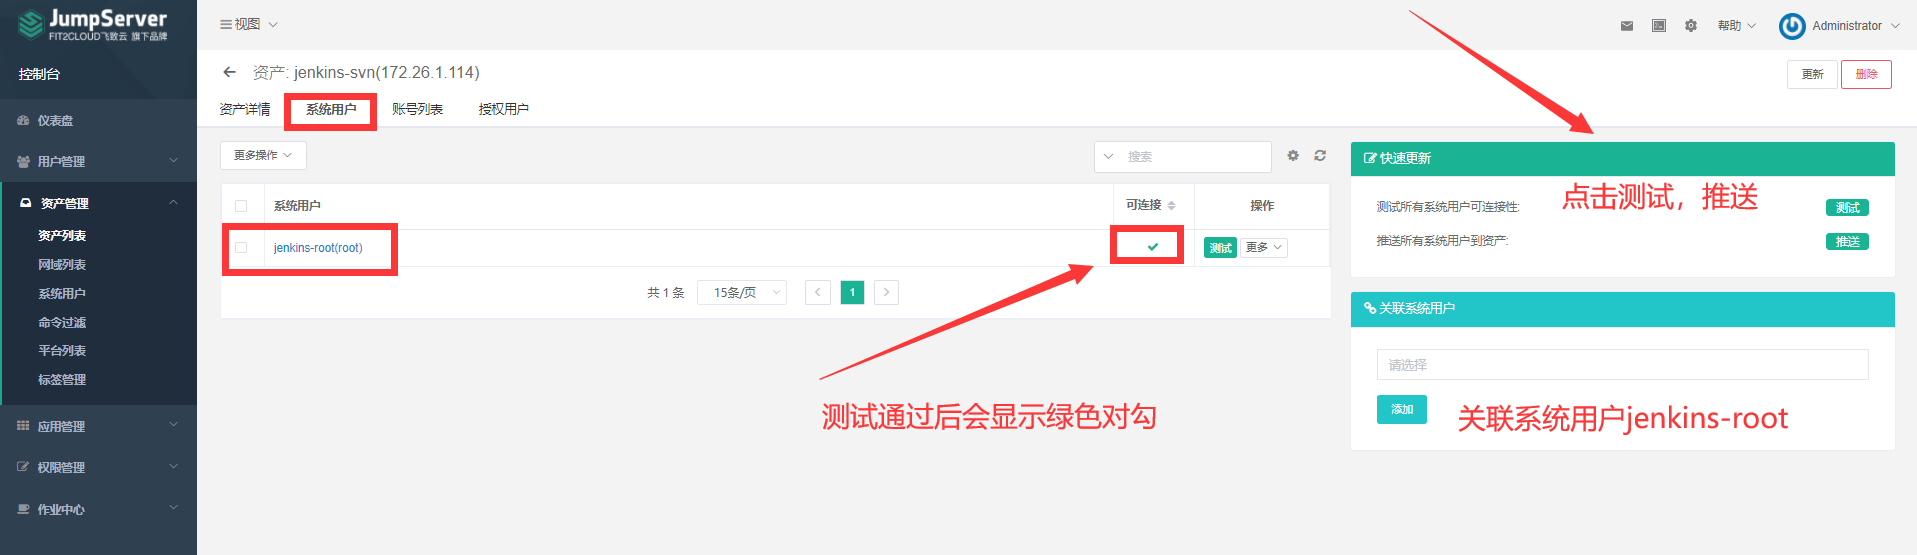 JumpServer
FIT2CLOUD飞致云 旗下品牌
控制台
仪表盘
用户管理
资产管理
资产列表
网域列表
系统用户
命令过滤
平台列表
标签管理
应用管理
权限管理
作业中心
视图
帮助
Administrator
资产: jenkins-svn(172.26.1.114)
更新
删除
资产详情 系统用户 账号列表 授权用户
更多操作
搜索
系统用户 可连接 操作
jenkins-root(root) 测试 更多
共 1 条 15条/页 1
测试通过后会显示绿色对勾
快速更新
点击测试，推送
测试所有系统用户可连接性: 测试
推送所有系统用户到资产: 推送
关联系统用户
请选择
添加
关联系统用户jenkins-root